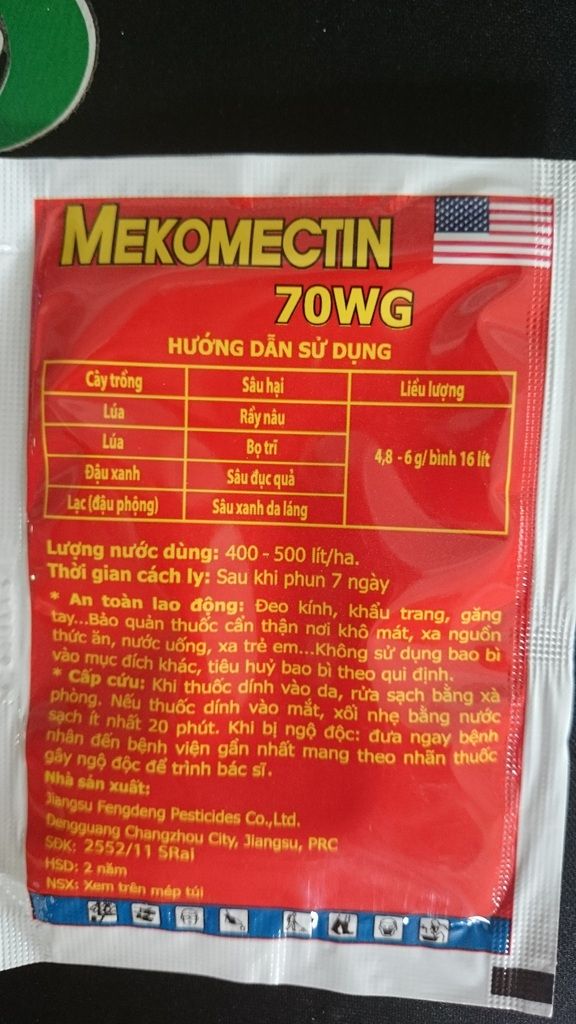 MEKOMECTIN
70WG
HƯỚNG DẪN SỬ DỤNG
Cây trồng Sâu hại Liều lượng
Lúa Rầy nâu
Lúa Bọ trĩ 4,8 - 6 g/ bình 16 lít
Đậu xanh Sâu đục quả
Lạc (đậu phộng) Sâu xanh da láng
Lượng nước dùng: 400 - 500 lít/ha.
Thời gian cách ly: Sau khi phun 7 ngày
* An toàn lao động: Đeo kính, khẩu trang, găng
tay...Bảo quản thuốc cẩn thận nơi khô mát, xa nguồn
thức ăn, nước uống, xa trẻ em...Không sử dụng bao bì
vào mục đích khác, tiêu huỷ bao bì theo qui định.
* Cấp cứu: Khi thuốc dính vào da, rửa sạch bằng xà
phòng. Nếu thuốc dính vào mắt, xối nhẹ bằng nước
sạch ít nhất 20 phút. Khi bị ngộ độc: đưa ngay bệnh
nhân đến bệnh viện gần nhất mang theo nhãn thuốc
gây ngộ độc để trình bác sĩ.
Nhà sản xuất:
Jiangsu Fengdeng Pesticides Co.,Ltd.
Dengguang Changzhou City, Jiangsu, PRC
SĐK: 2552/11 SRal
HSD: 2 năm
NSX: Xem trên mép túi